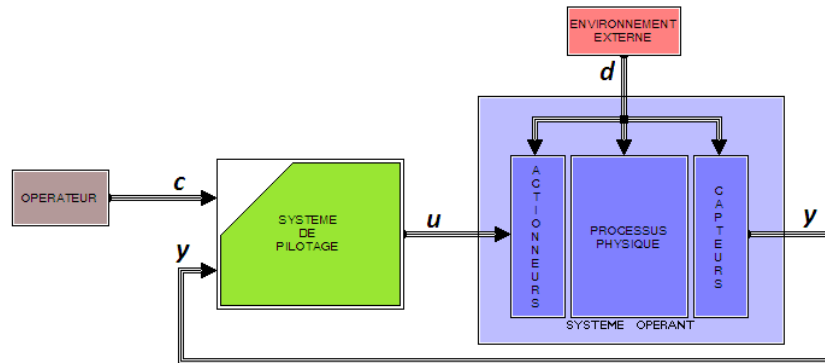 ENVIRONNEMENT
EXTERNE
d
OPERATEUR
c
y
SYSTEME
DE
PILOTAGE
u
ACTIONNEURS
PROCESSUS
PHYSIQUE
CAPTEURS
y
SYSTEME OPERANT